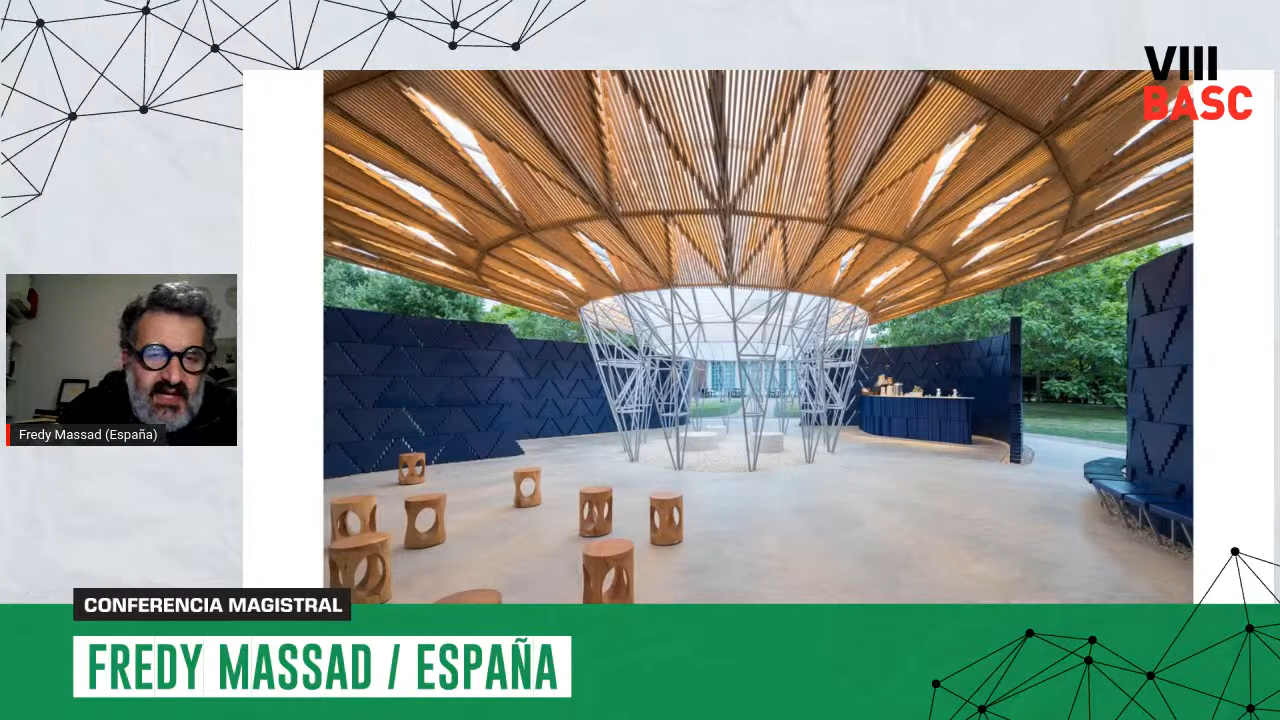 VIII
BASC
Fredy Massad (España)
CONFERENCIA MAGISTRAL
FREDY MASSAD / ESPAÑA